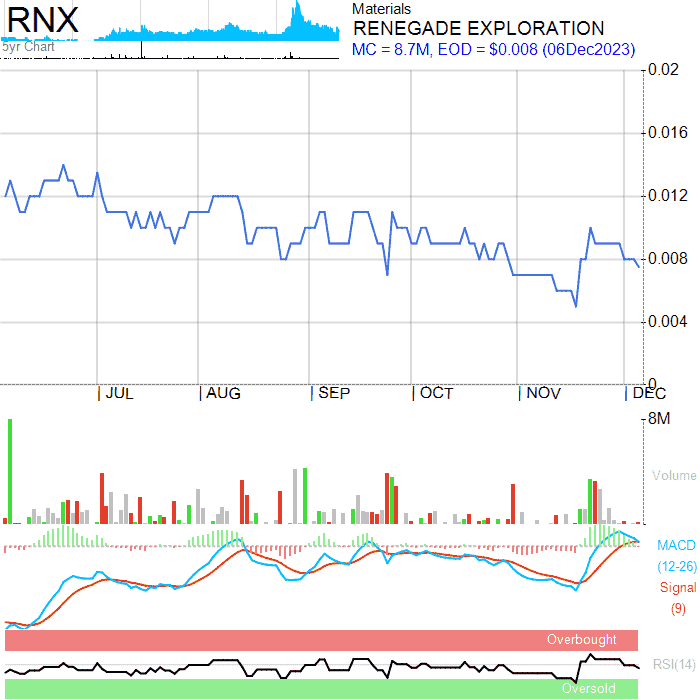 RNX
5yr Chart
Materials
RENEGADE EXPLORATION
MC = 8.7M, EOD = $0.008 (06Dec2023)
0.02
0.016
0.012
0.008
0.004
0
JUL AUG SEP OCT NOV DEC
8M
Volume
MACD
(12-26)
Signal
(9)
Overbought
RSI(14)
Oversold